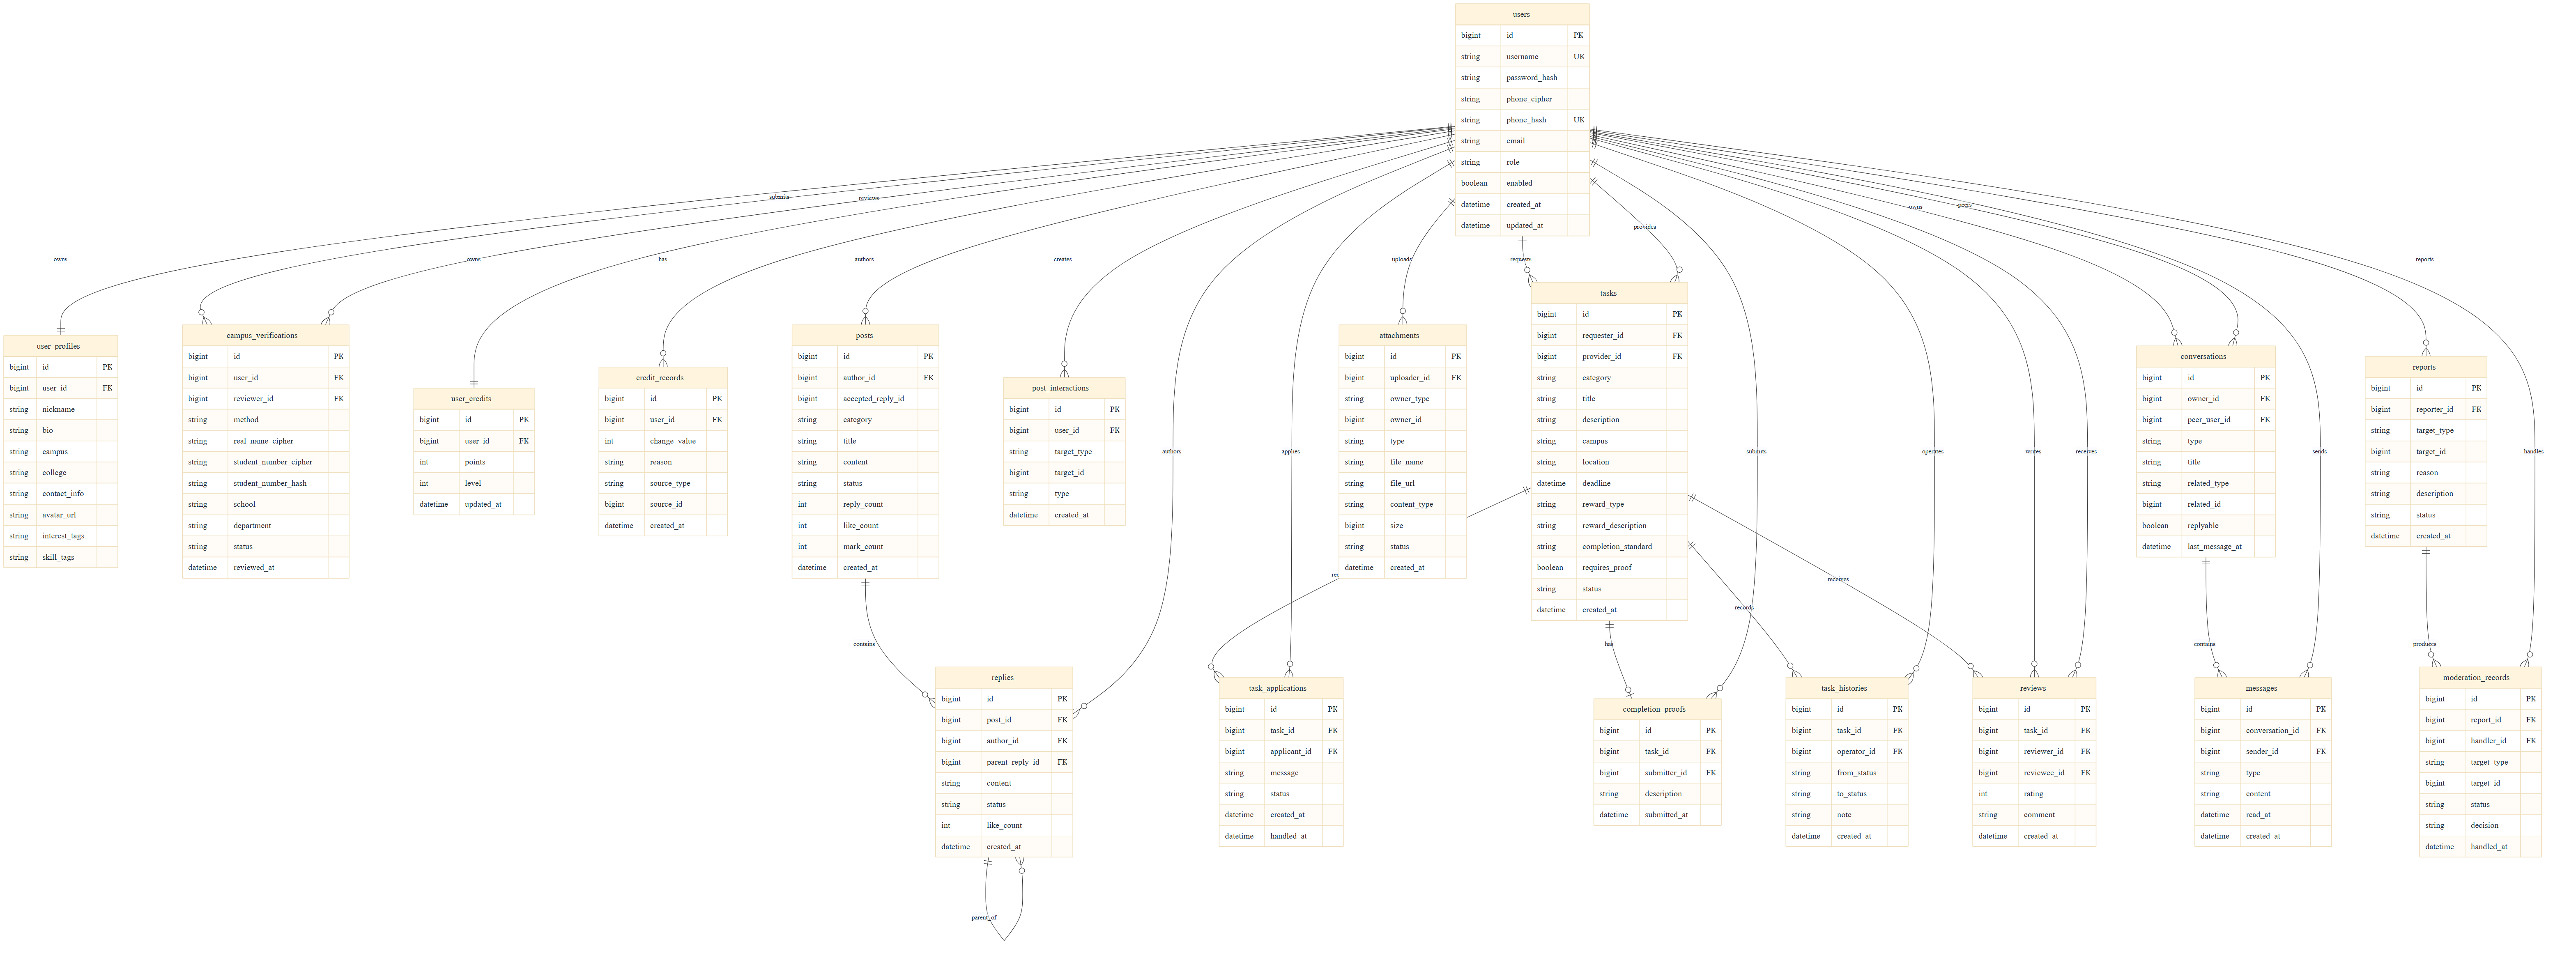 users
bigint id PK
string username UK
string password_hash
string phone_cipher
string phone_hash UK
string email
string role
boolean enabled
datetime created_at
datetime updated_at
submits
reviews
owns
peers
provides
owns
owns
has
authors
creates
uploads
requests
reports
user_profiles
bigint id PK
bigint user_id FK
string nickname
string bio
string campus
string college
string contact_info
string avatar_url
string interest_tags
string skill_tags
campus_verifications
bigint id PK
bigint user_id FK
bigint reviewer_id FK
string method
string real_name_cipher
string student_number_cipher
string student_number_hash
string school
string department
string status
datetime reviewed_at
user_credits
bigint id PK
bigint user_id FK
int points
int level
datetime updated_at
credit_records
bigint id PK
bigint user_id FK
int change_value
string reason
string source_type
bigint source_id
datetime created_at
posts
bigint id PK
bigint author_id FK
bigint accepted_reply_id
string category
string title
string content
string status
int reply_count
int like_count
int mark_count
datetime created_at
post_interactions
bigint id PK
bigint user_id FK
string target_type
bigint target_id
string type
datetime created_at
attachments
bigint id PK
bigint uploader_id FK
string owner_type
bigint owner_id
string type
string file_name
string file_url
string content_type
bigint size
string status
datetime created_at
tasks
bigint id PK
bigint requester_id FK
bigint provider_id FK
string category
string title
string description
string campus
string location
datetime deadline
string reward_type
string reward_description
string completion_standard
boolean requires_proof
string status
datetime created_at
conversations
bigint id PK
bigint owner_id FK
bigint peer_user_id FK
string type
string title
string related_type
bigint related_id
boolean replyable
datetime last_message_at
reports
bigint id PK
bigint reporter_id FK
string target_type
bigint target_id
string reason
string description
string status
datetime created_at
authors
applies
submits
operates
writes
receives
sends
handles
receives
records
contains
has
contains
produces
replies
bigint id PK
bigint post_id FK
bigint author_id FK
bigint parent_reply_id FK
string content
string status
int like_count
datetime created_at
parent_of
task_applications
bigint id PK
bigint task_id FK
bigint applicant_id FK
string message
string status
datetime created_at
datetime handled_at
completion_proofs
bigint id PK
bigint task_id FK
bigint submitter_id FK
string description
datetime submitted_at
task_histories
bigint id PK
bigint task_id FK
bigint operator_id FK
string from_status
string to_status
string note
datetime created_at
reviews
bigint id PK
bigint task_id FK
bigint reviewer_id FK
bigint reviewee_id FK
int rating
string comment
datetime created_at
messages
bigint id PK
bigint conversation_id FK
bigint sender_id FK
string type
string content
datetime read_at
datetime created_at
moderation_records
bigint id PK
bigint report_id FK
bigint handler_id FK
string target_type
bigint target_id
string status
string decision
datetime handled_at